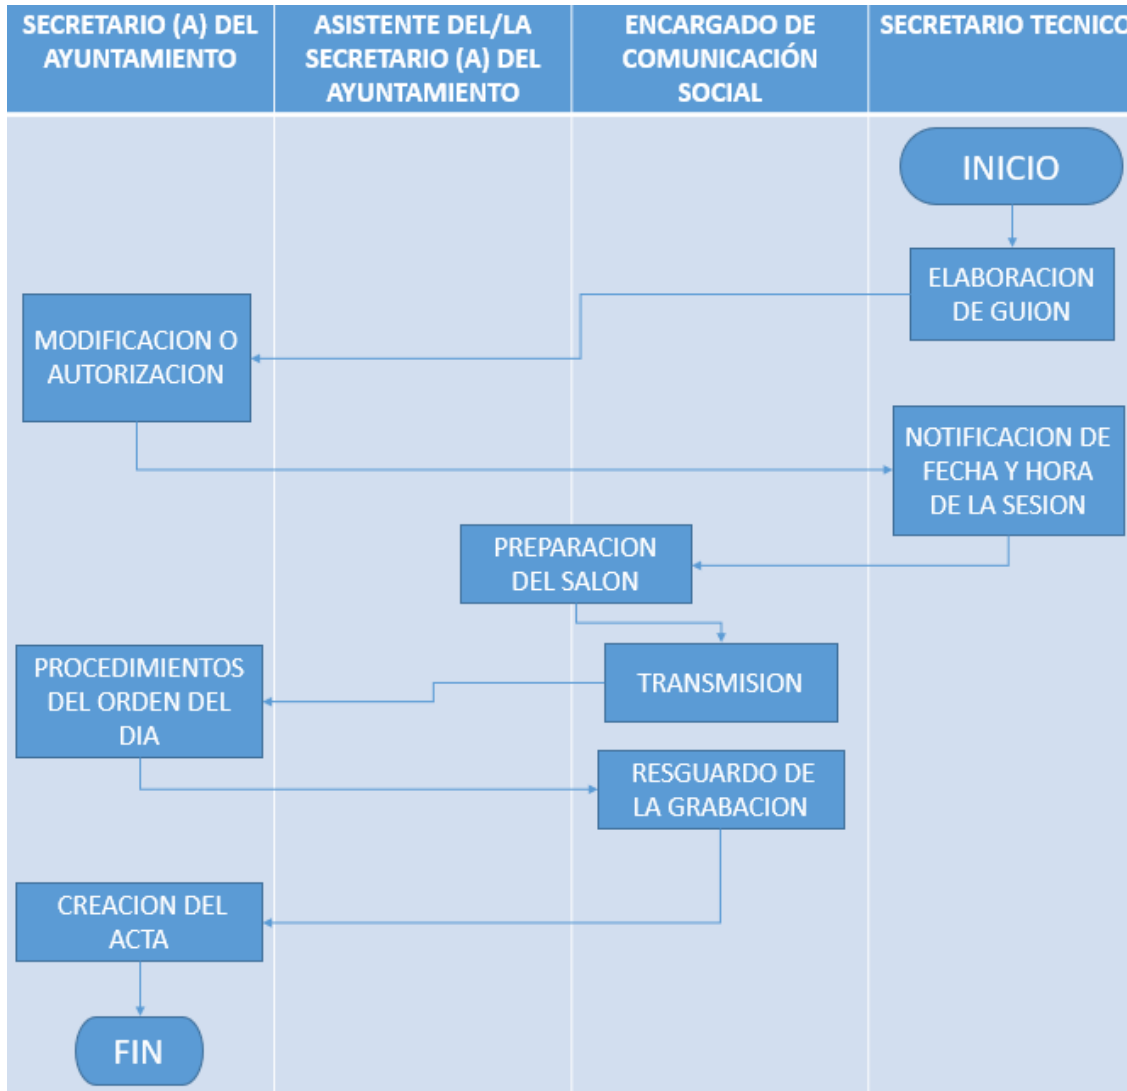 SECRETARIO (A) DEL
AYUNTAMIENTO
ASISTENTE DEL/LA
SECRETARIO (A) DEL
AYUNTAMIENTO
ENCARGADO DE
COMUNICACIÓN
SOCIAL
SECRETARIO TECNICO
INICIO
ELABORACION
DE GUION
MODIFICACION O
AUTORIZACION
NOTIFICACION DE
FECHA Y HORA
DE LA SESION
PREPARACION
DEL SALON
TRANSMISION
PROCEDIMIENTOS
DEL ORDEN DEL
DIA
RESGUARDO DE
LA GRABACION
CREACION DEL
ACTA
FIN